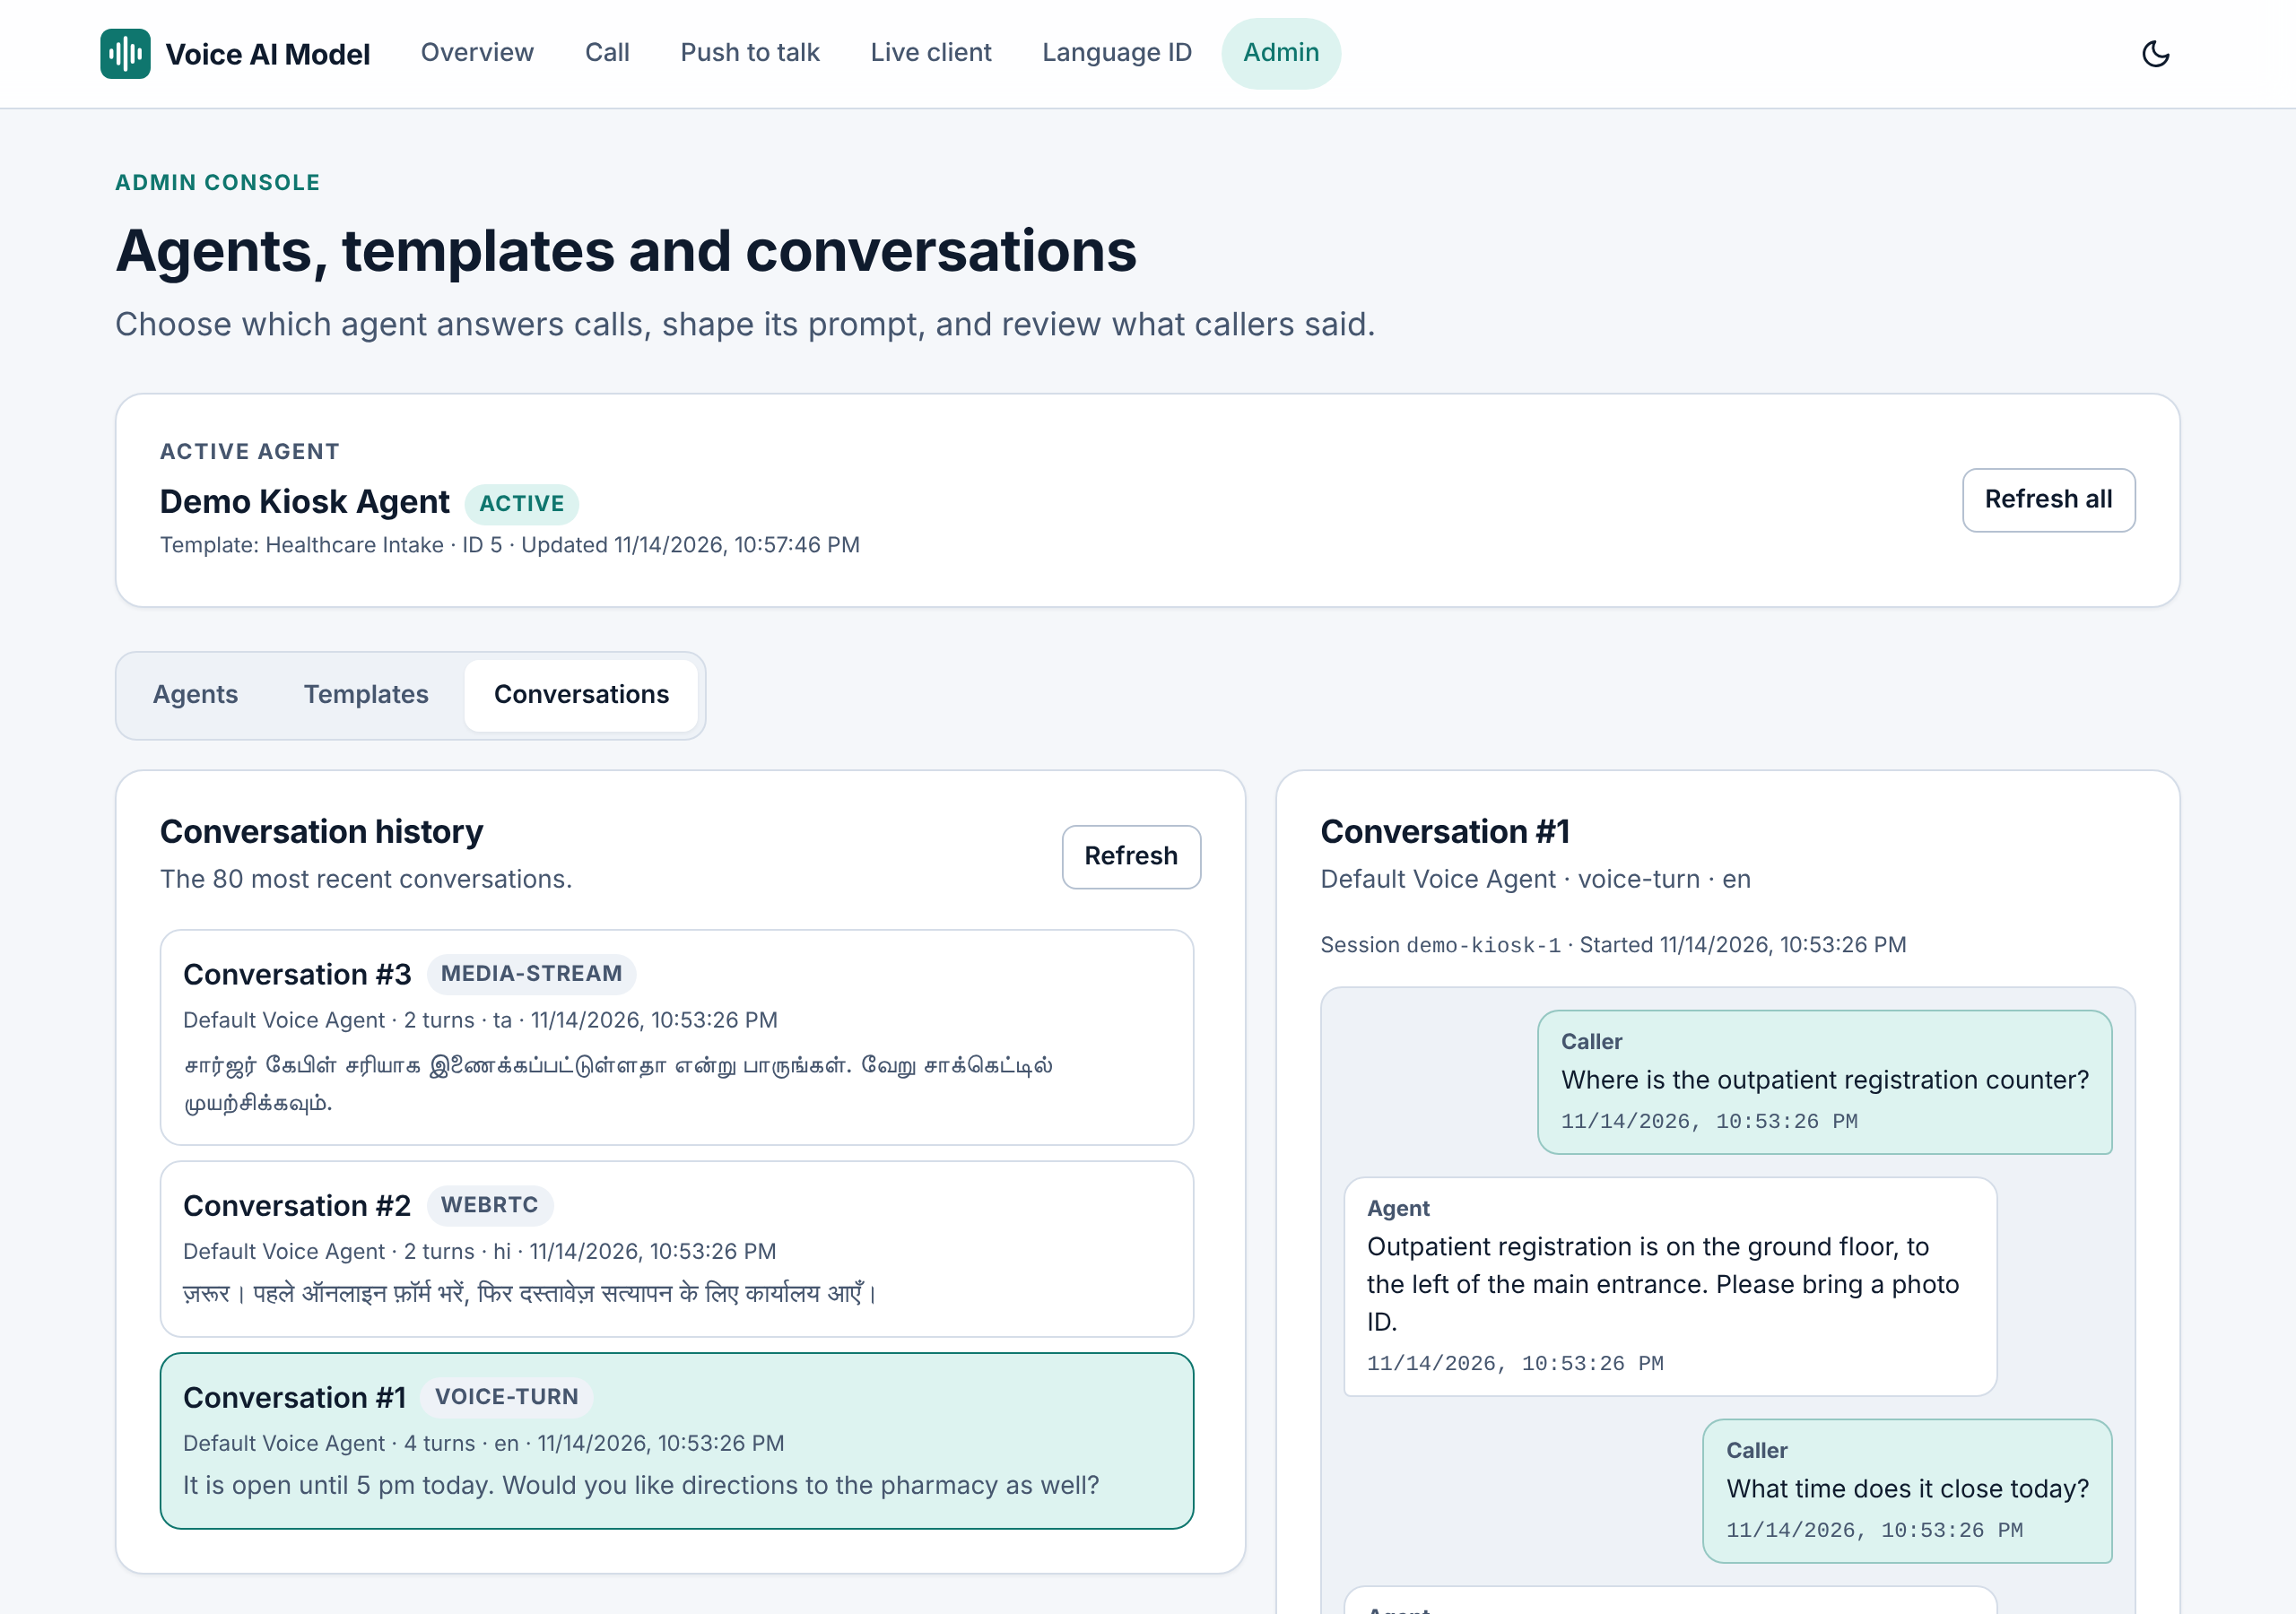 Voice AI Model
Overview
Call
Push to talk
Live client
Language ID
Admin
ADMIN CONSOLE
Agents, templates and conversations
Choose which agent answers calls, shape its prompt, and review what callers said.
ACTIVE AGENT
Demo Kiosk Agent ACTIVE
Template: Healthcare Intake · ID 5 · Updated 11/14/2026, 10:57:46 PM
Refresh all
Agents
Templates
Conversations
Conversation history
The 80 most recent conversations.
Refresh
Conversation #3 MEDIA-STREAM
Default Voice Agent · 2 turns · ta · 11/14/2026, 10:53:26 PM
சார்ஜர் கேபிள் சரியாக இணைக்கப்பட்டுள்ளதா என்று பாருங்கள். வேறு சாக்கெட்டில்
முயற்சிக்கவும்.
Conversation #2 WEBRTC
Default Voice Agent · 2 turns · hi · 11/14/2026, 10:53:26 PM
ज़रूर। पहले ऑनलाइन फ़ॉर्म भरें, फिर दस्तावेज़ सत्यापन के लिए कार्यालय आएँ।
Conversation #1 VOICE-TURN
Default Voice Agent · 4 turns · en · 11/14/2026, 10:53:26 PM
It is open until 5 pm today. Would you like directions to the pharmacy as well?
Conversation #1
Default Voice Agent · voice-turn · en
Session demo-kiosk-1 · Started 11/14/2026, 10:53:26 PM
Caller
Where is the outpatient registration counter?
11/14/2026, 10:53:26 PM
Agent
Outpatient registration is on the ground floor, to
the left of the main entrance. Please bring a photo
ID.
11/14/2026, 10:53:26 PM
Caller
What time does it close today?
11/14/2026, 10:53:26 PM